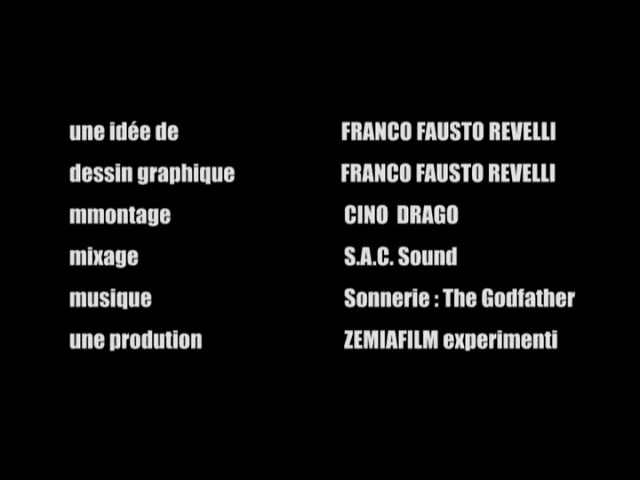 une idée de FRANCO FAUSTO REVELLI
dessin graphique FRANCO FAUSTO REVELLI
mmontage CINO DRAGO
mixage S.A.C. Sound
musique Sonnerie : The Godfather
une prodution ZEMIAFILM experimenti